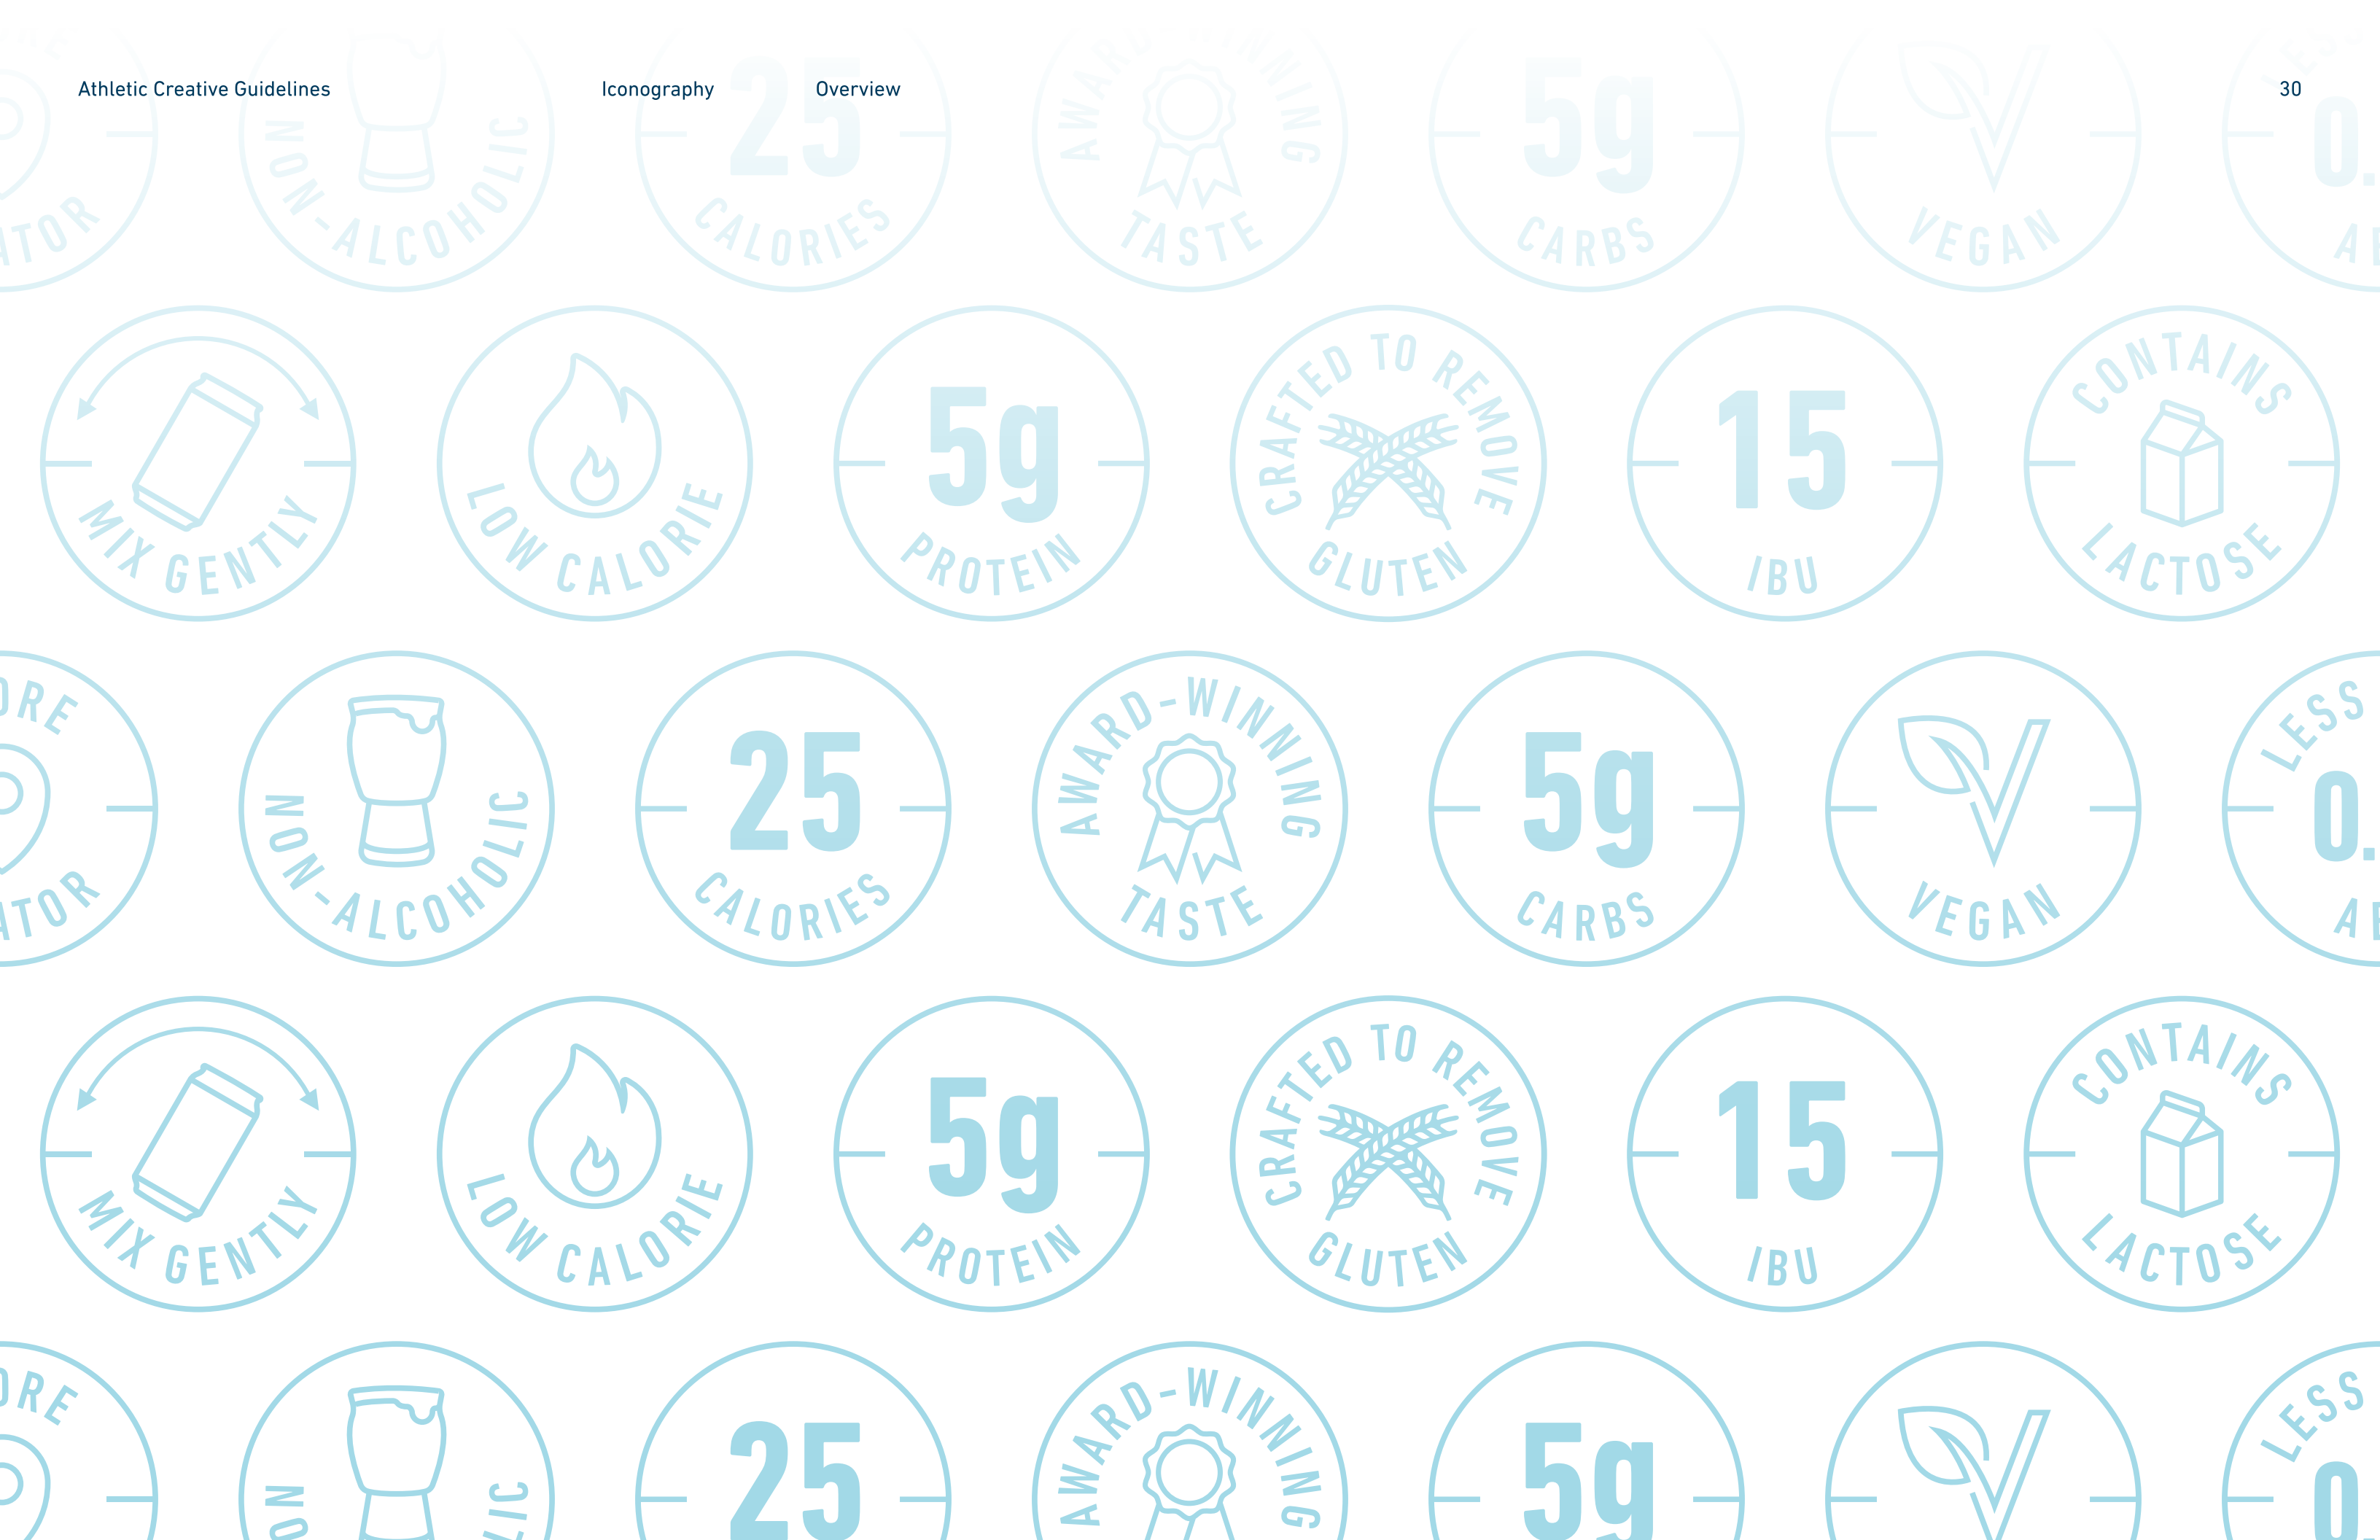 Athletic Creative Guidelines
Iconography
Overview
30
NON-ALCOHOLIC
25
CALORIES
AWARD-WINNING
TASTE
5g
CARBS
VEGAN
0.
MIX GENTLY
LOW CALORIE
5g
PROTEIN
CRAFTED TO REMOVE
GLUTEN
15
IBU
CONTAINS
LACTOSE
NON-ALCOHOLIC
25
CALORIES
AWARD-WINNING
TASTE
5g
CARBS
VEGAN
LESS
0.
MIX GENTLY
LOW CALORIE
5g
PROTEIN
CRAFTED TO REMOVE
GLUTEN
15
IBU
CONTAINS
LACTOSE
25
AWARD-WINNING
5g
LESS
0.